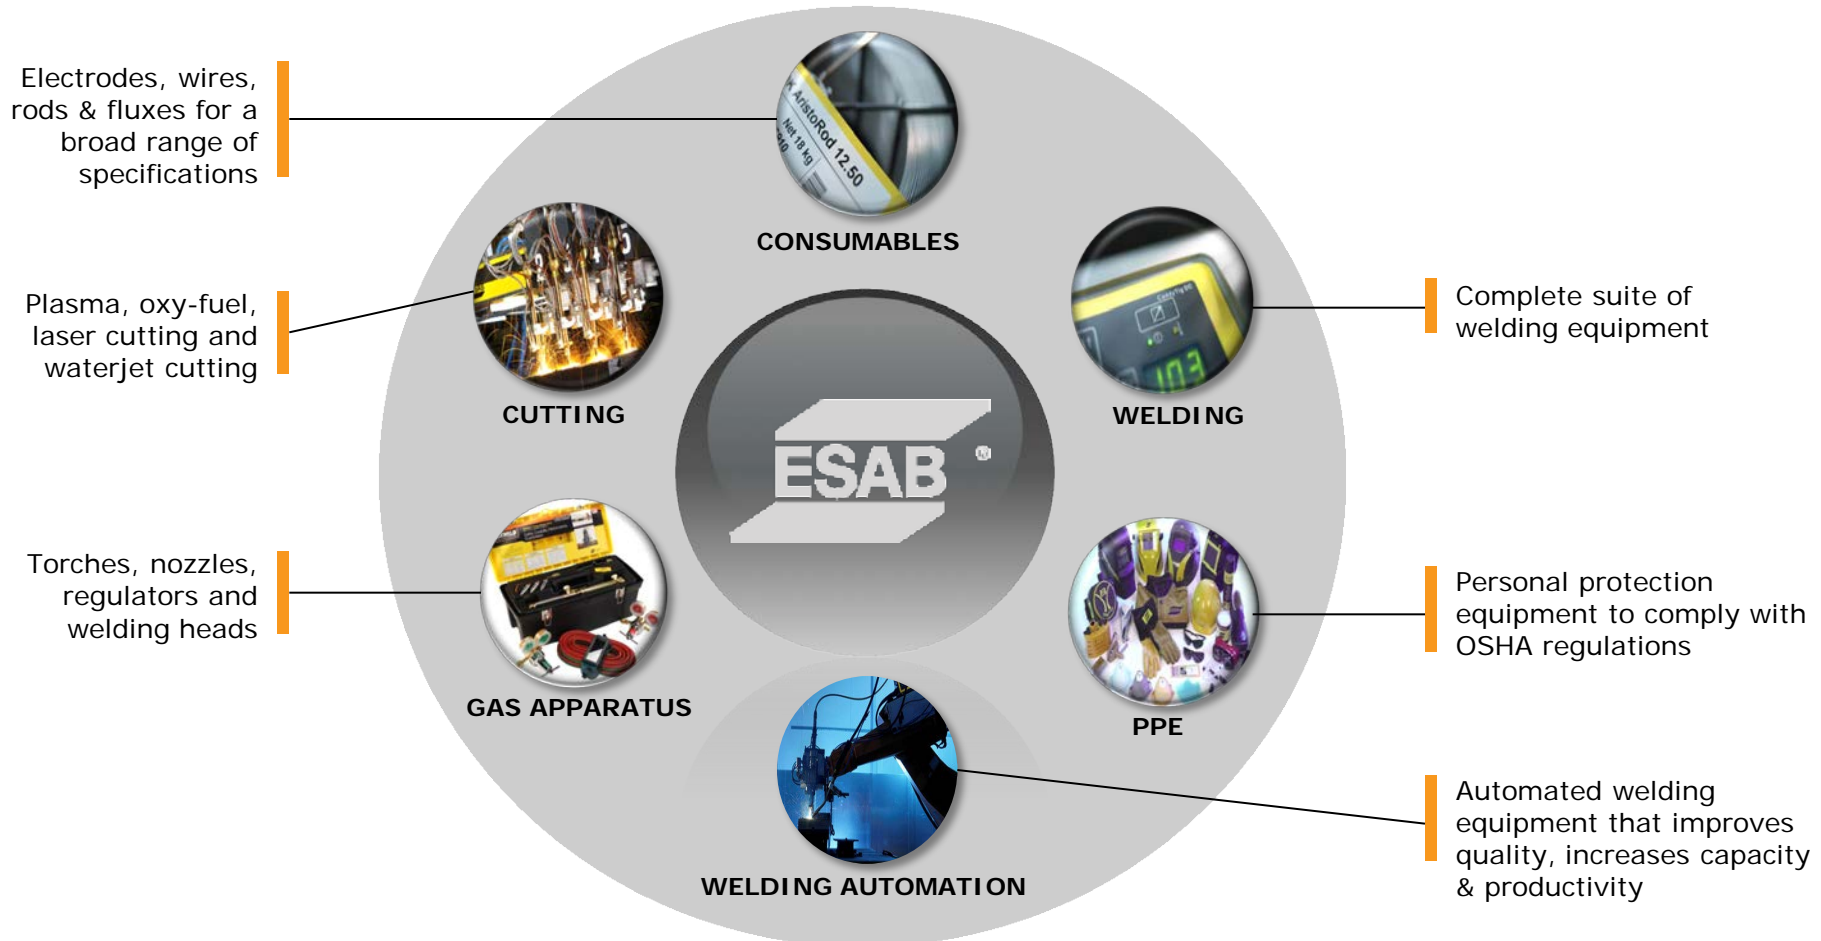 Electrodes, wires,
rods & fluxes for a
broad range of
specifications
AristoRod 12.50
Net 18 kg
CONSUMABLES
Plasma, oxy-fuel,
laser cutting and
waterjet cutting
CUTTING
Complete suite of
welding equipment
103
WELDING
ESAB ®
Torches, nozzles,
regulators and
welding heads
GAS APPARATUS
Personal protection
equipment to comply with
OSHA regulations
PPE
Automated welding
equipment that improves
quality, increases capacity
& productivity
WELDING AUTOMATION